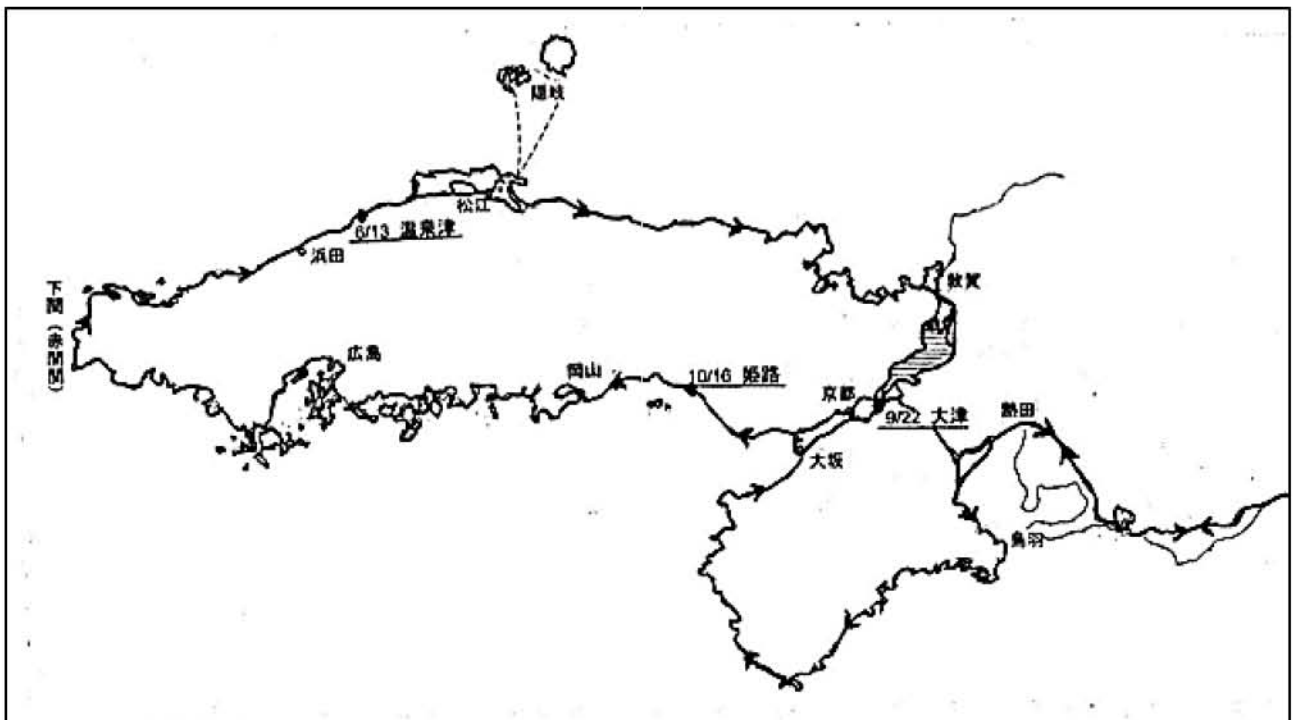 隠岐
松江
6/13 温泉津
浜田
敦賀
下関(赤間関)
広島
岡山
10/16 姫路
京都
9/22 大津
熱田
大坂
鳥羽